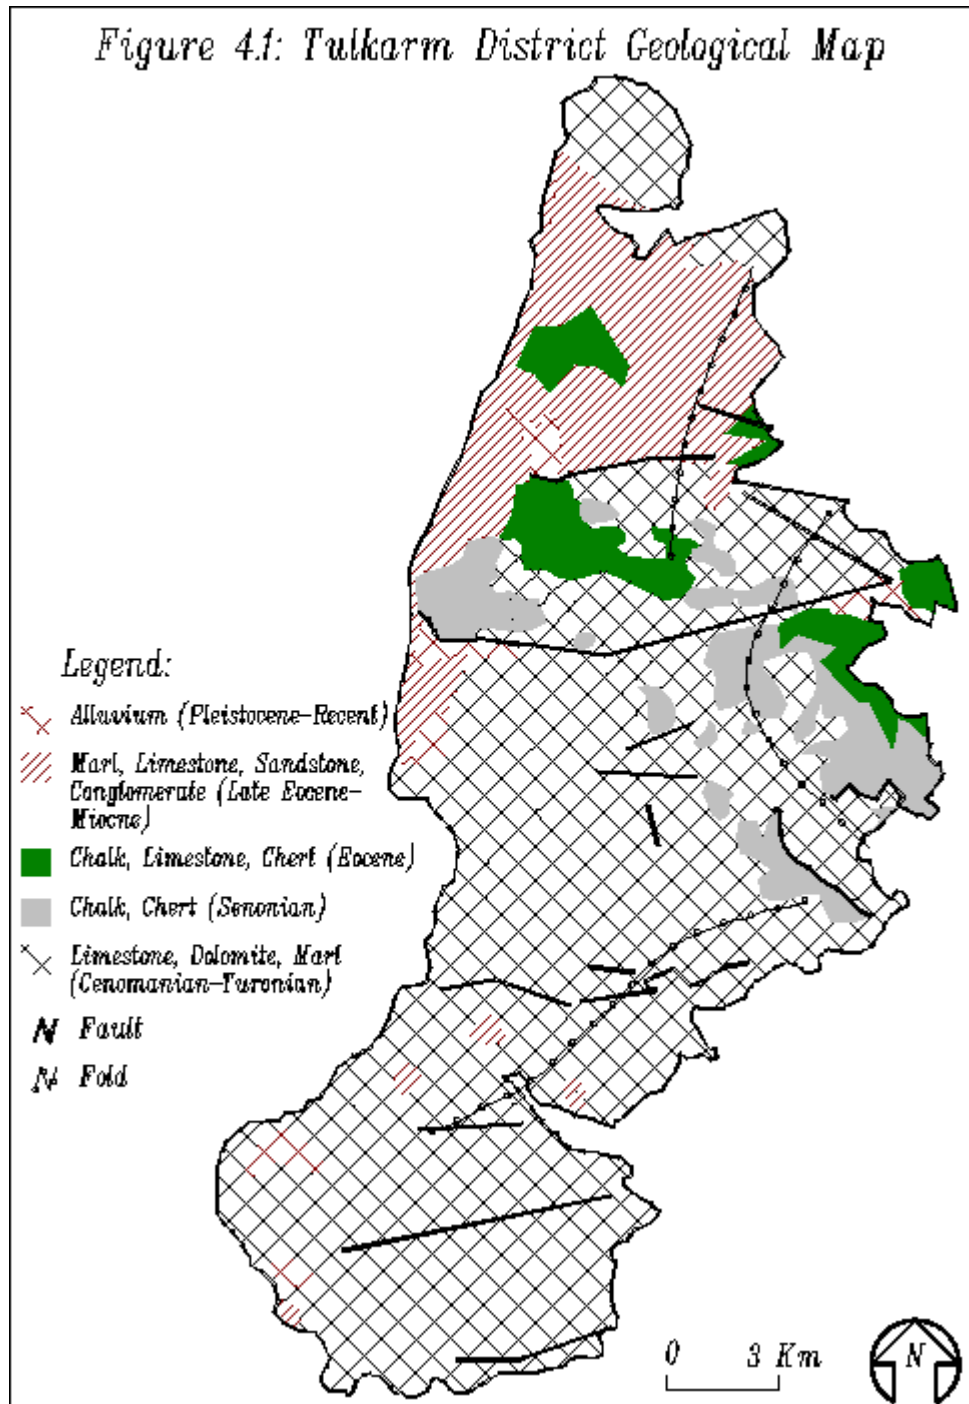 Figure 4.1: Tulkarm District Geological Map
Legend:
Alluvium (Pleistocene-Recent)
Marl, Limestone, Sandstone,
Conglomerate (Late Eocene-
Miocne)
Chalk, Limestone, Chert (Eocene)
Chalk, Chert (Senonian)
Limestone, Dolomite, Marl
(Cenomanian-Turonian)
Fault
Fold
0 3 Km
N